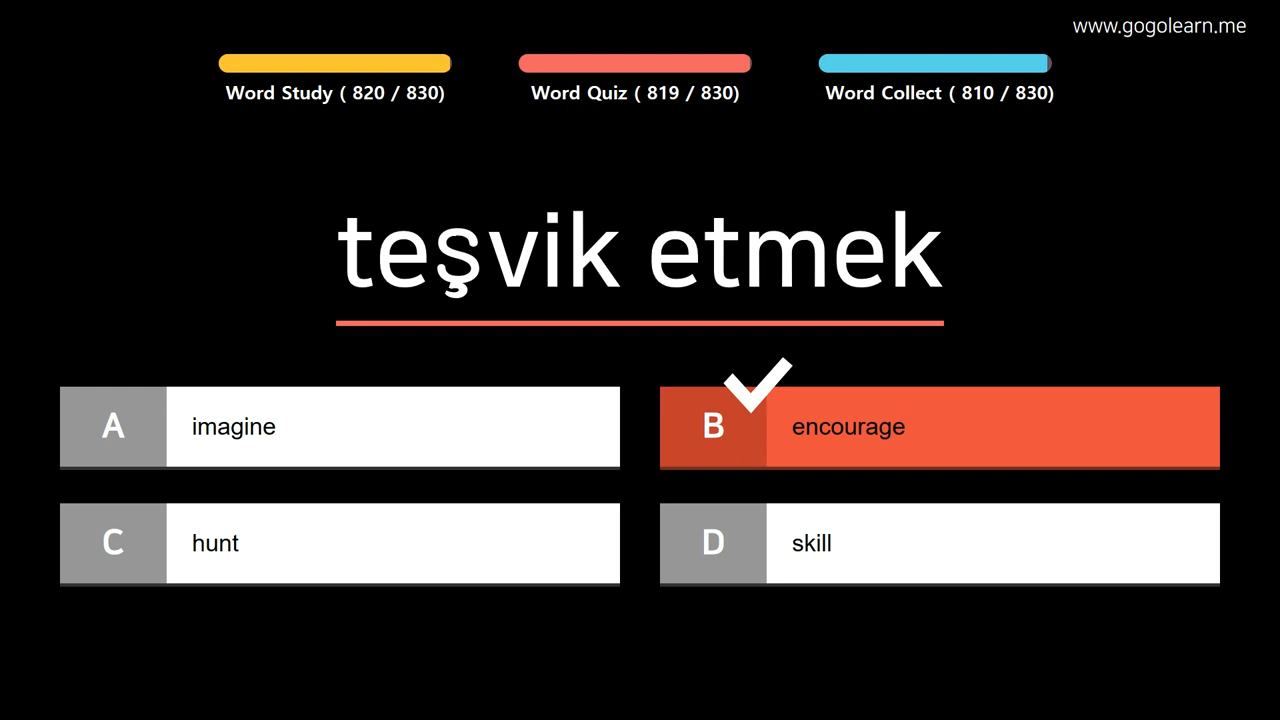 www.gogolearn.me
Word Study ( 820 / 830)
Word Quiz ( 819 / 830)
Word Collect ( 810 / 830)
teşvik etmek
A imagine
B encourage
C hunt
D skill